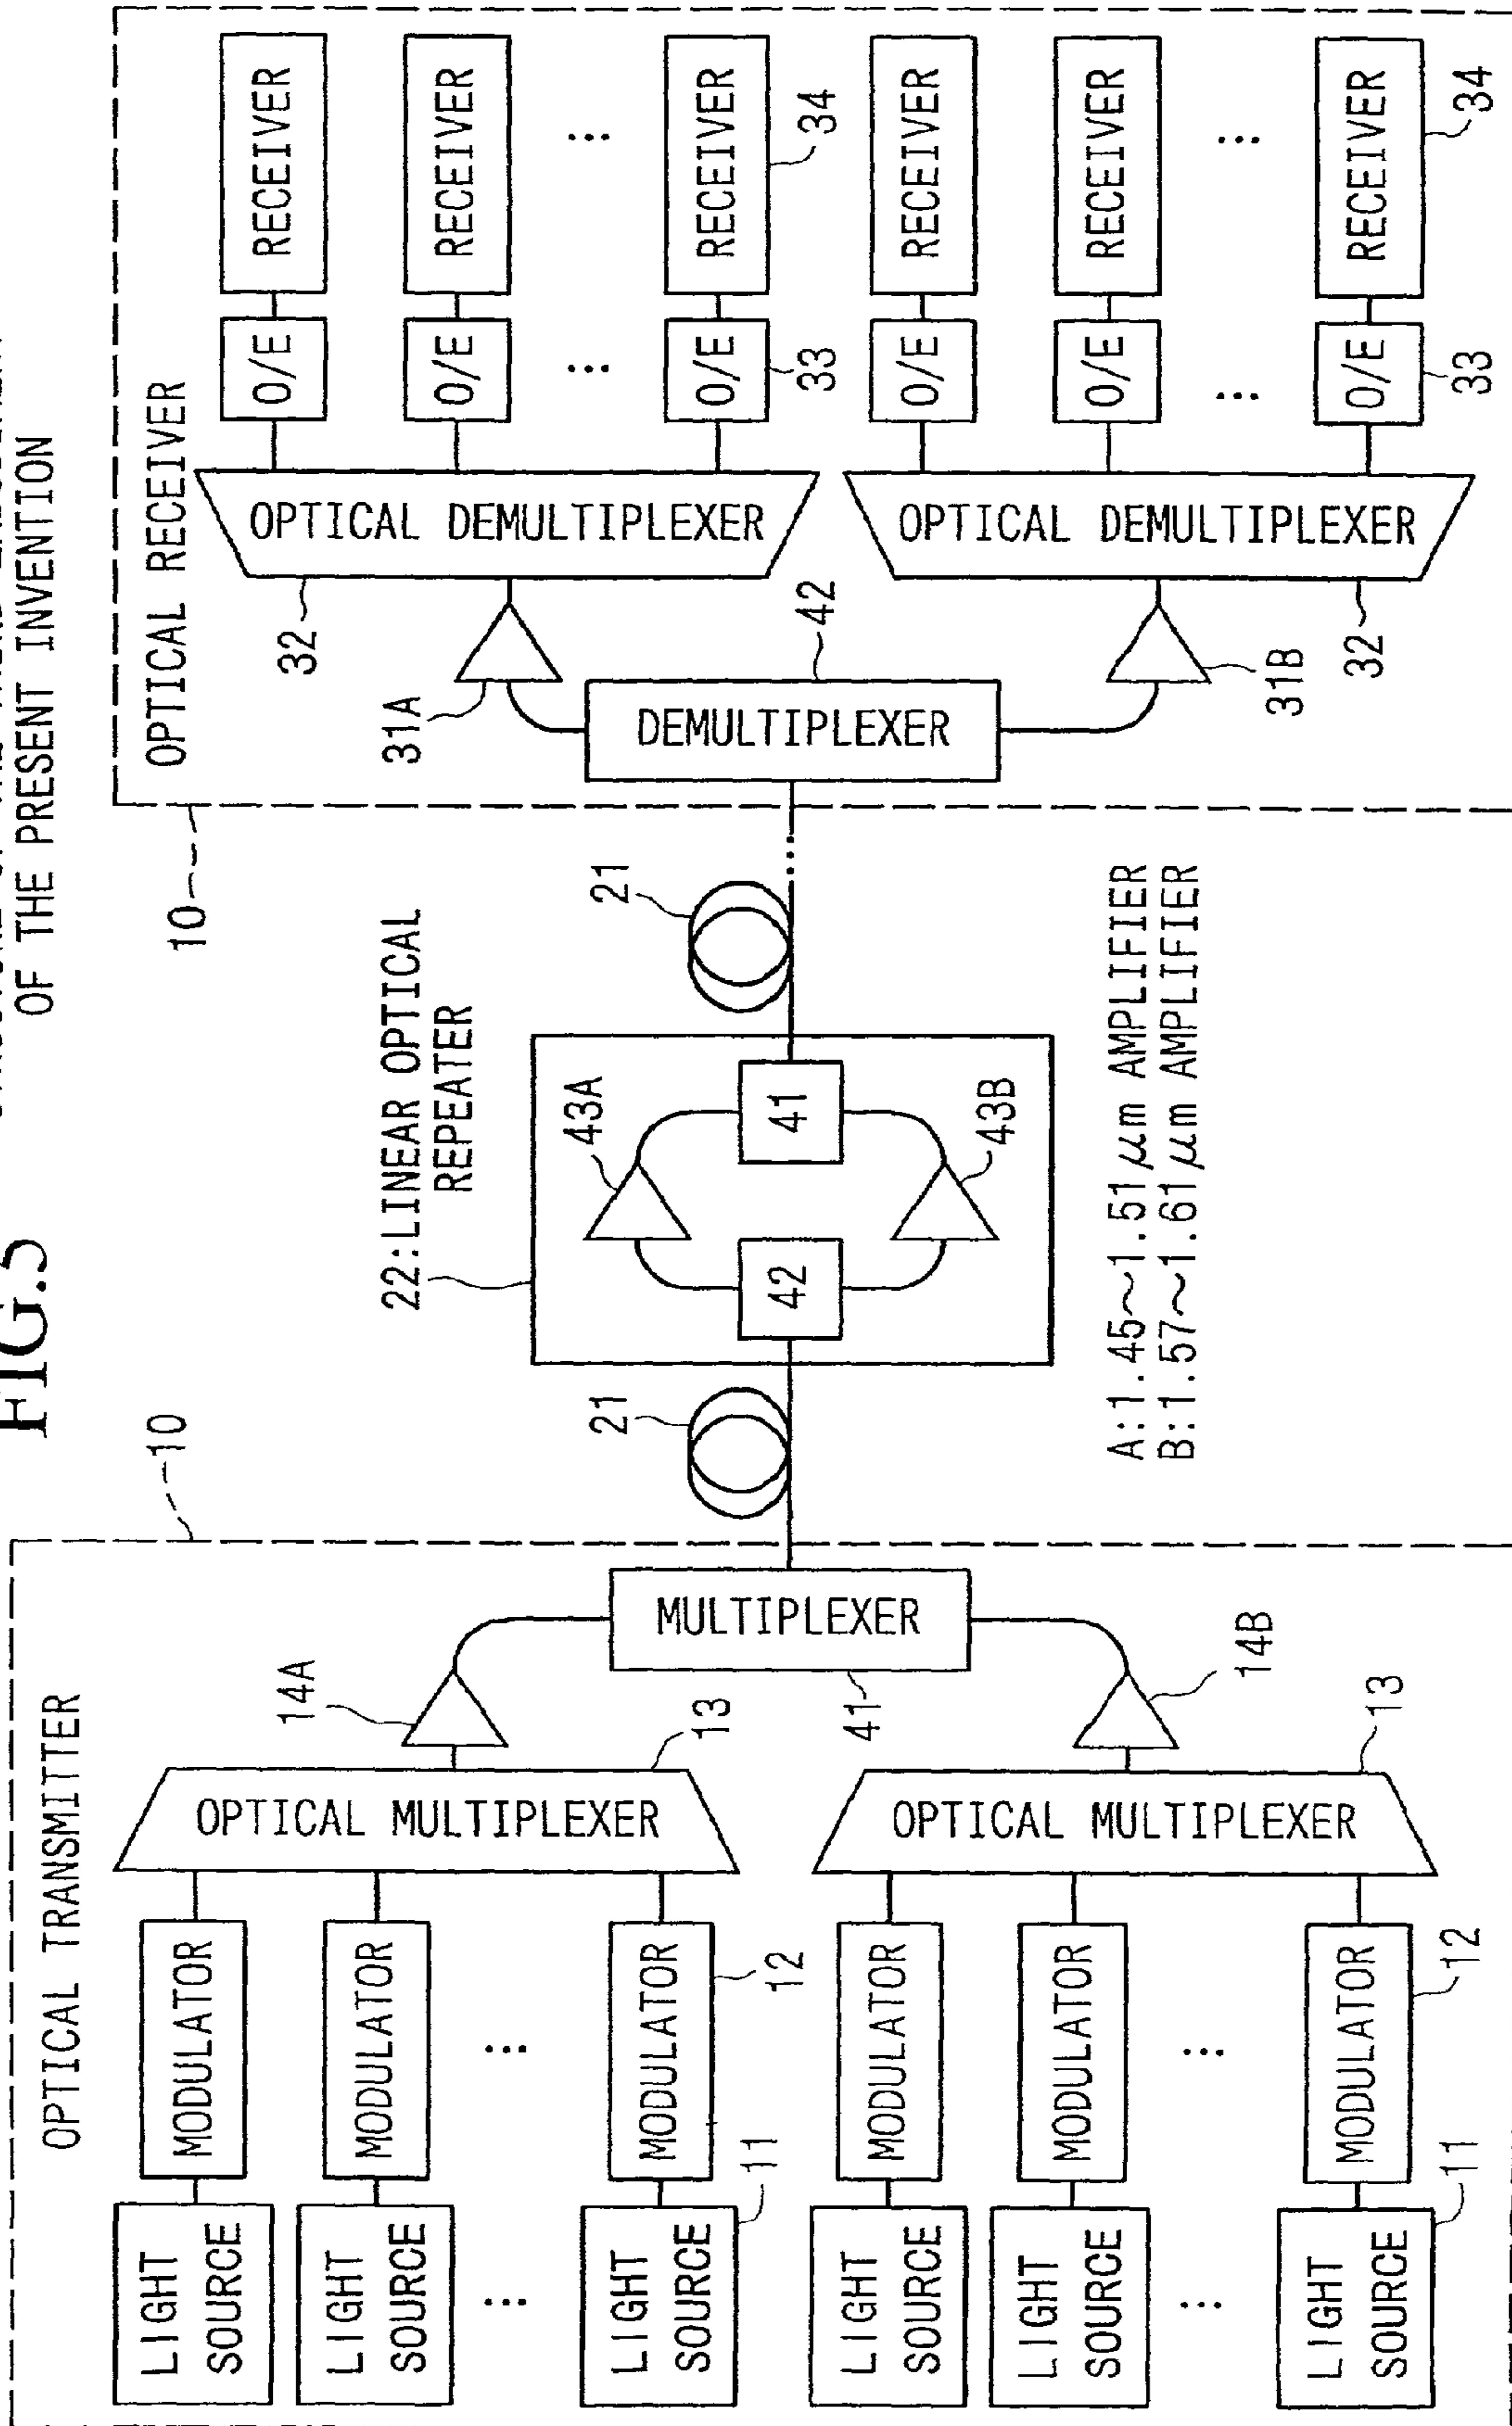 FIG.5
OF THE PRESENT INVENTION
OPTICAL TRANSMITTER
10
LIGHT
SOURCE
MODULATOR
LIGHT
SOURCE
MODULATOR
...
...
LIGHT
SOURCE
MODULATOR
11
12
OPTICAL MULTIPLEXER
13
14A
LIGHT
SOURCE
MODULATOR
LIGHT
SOURCE
MODULATOR
...
...
LIGHT
SOURCE
MODULATOR
11
12
OPTICAL MULTIPLEXER
13
14B
MULTIPLEXER
41
21
22:LINEAR OPTICAL
REPEATER
42
43A
43B
41
21
...
A:1.45~1.51μm AMPLIFIER
B:1.57~1.61μm AMPLIFIER
10
OPTICAL RECEIVER
DEMULTIPLEXER
42
31A
31B
OPTICAL DEMULTIPLEXER
32
O/E
RECEIVER
O/E
RECEIVER
...
...
O/E
RECEIVER
33
34
OPTICAL DEMULTIPLEXER
32
O/E
RECEIVER
O/E
RECEIVER
...
...
O/E
RECEIVER
33
34